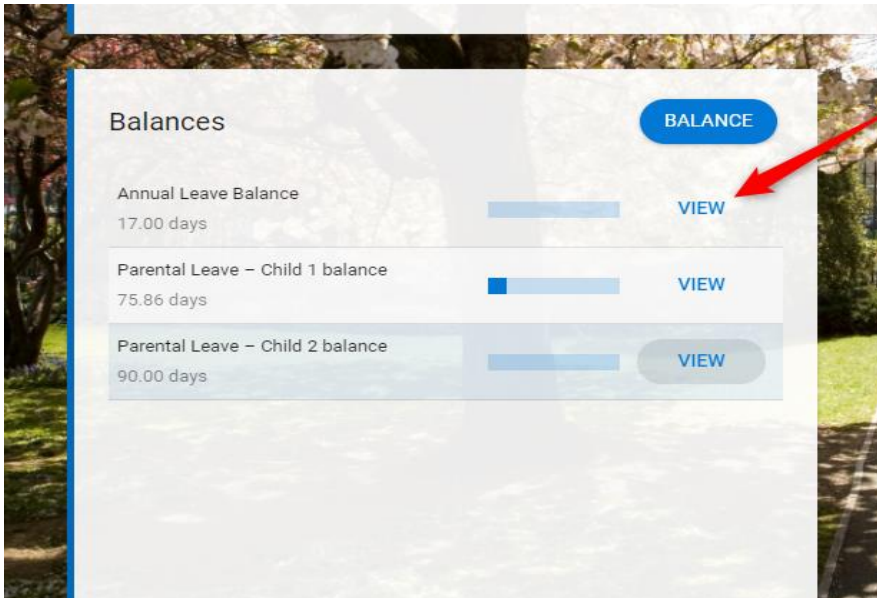 Balances
BALANCE
Annual Leave Balance
17.00 days
VIEW
Parental Leave – Child 1 balance
75.86 days
VIEW
Parental Leave – Child 2 balance
90.00 days
VIEW